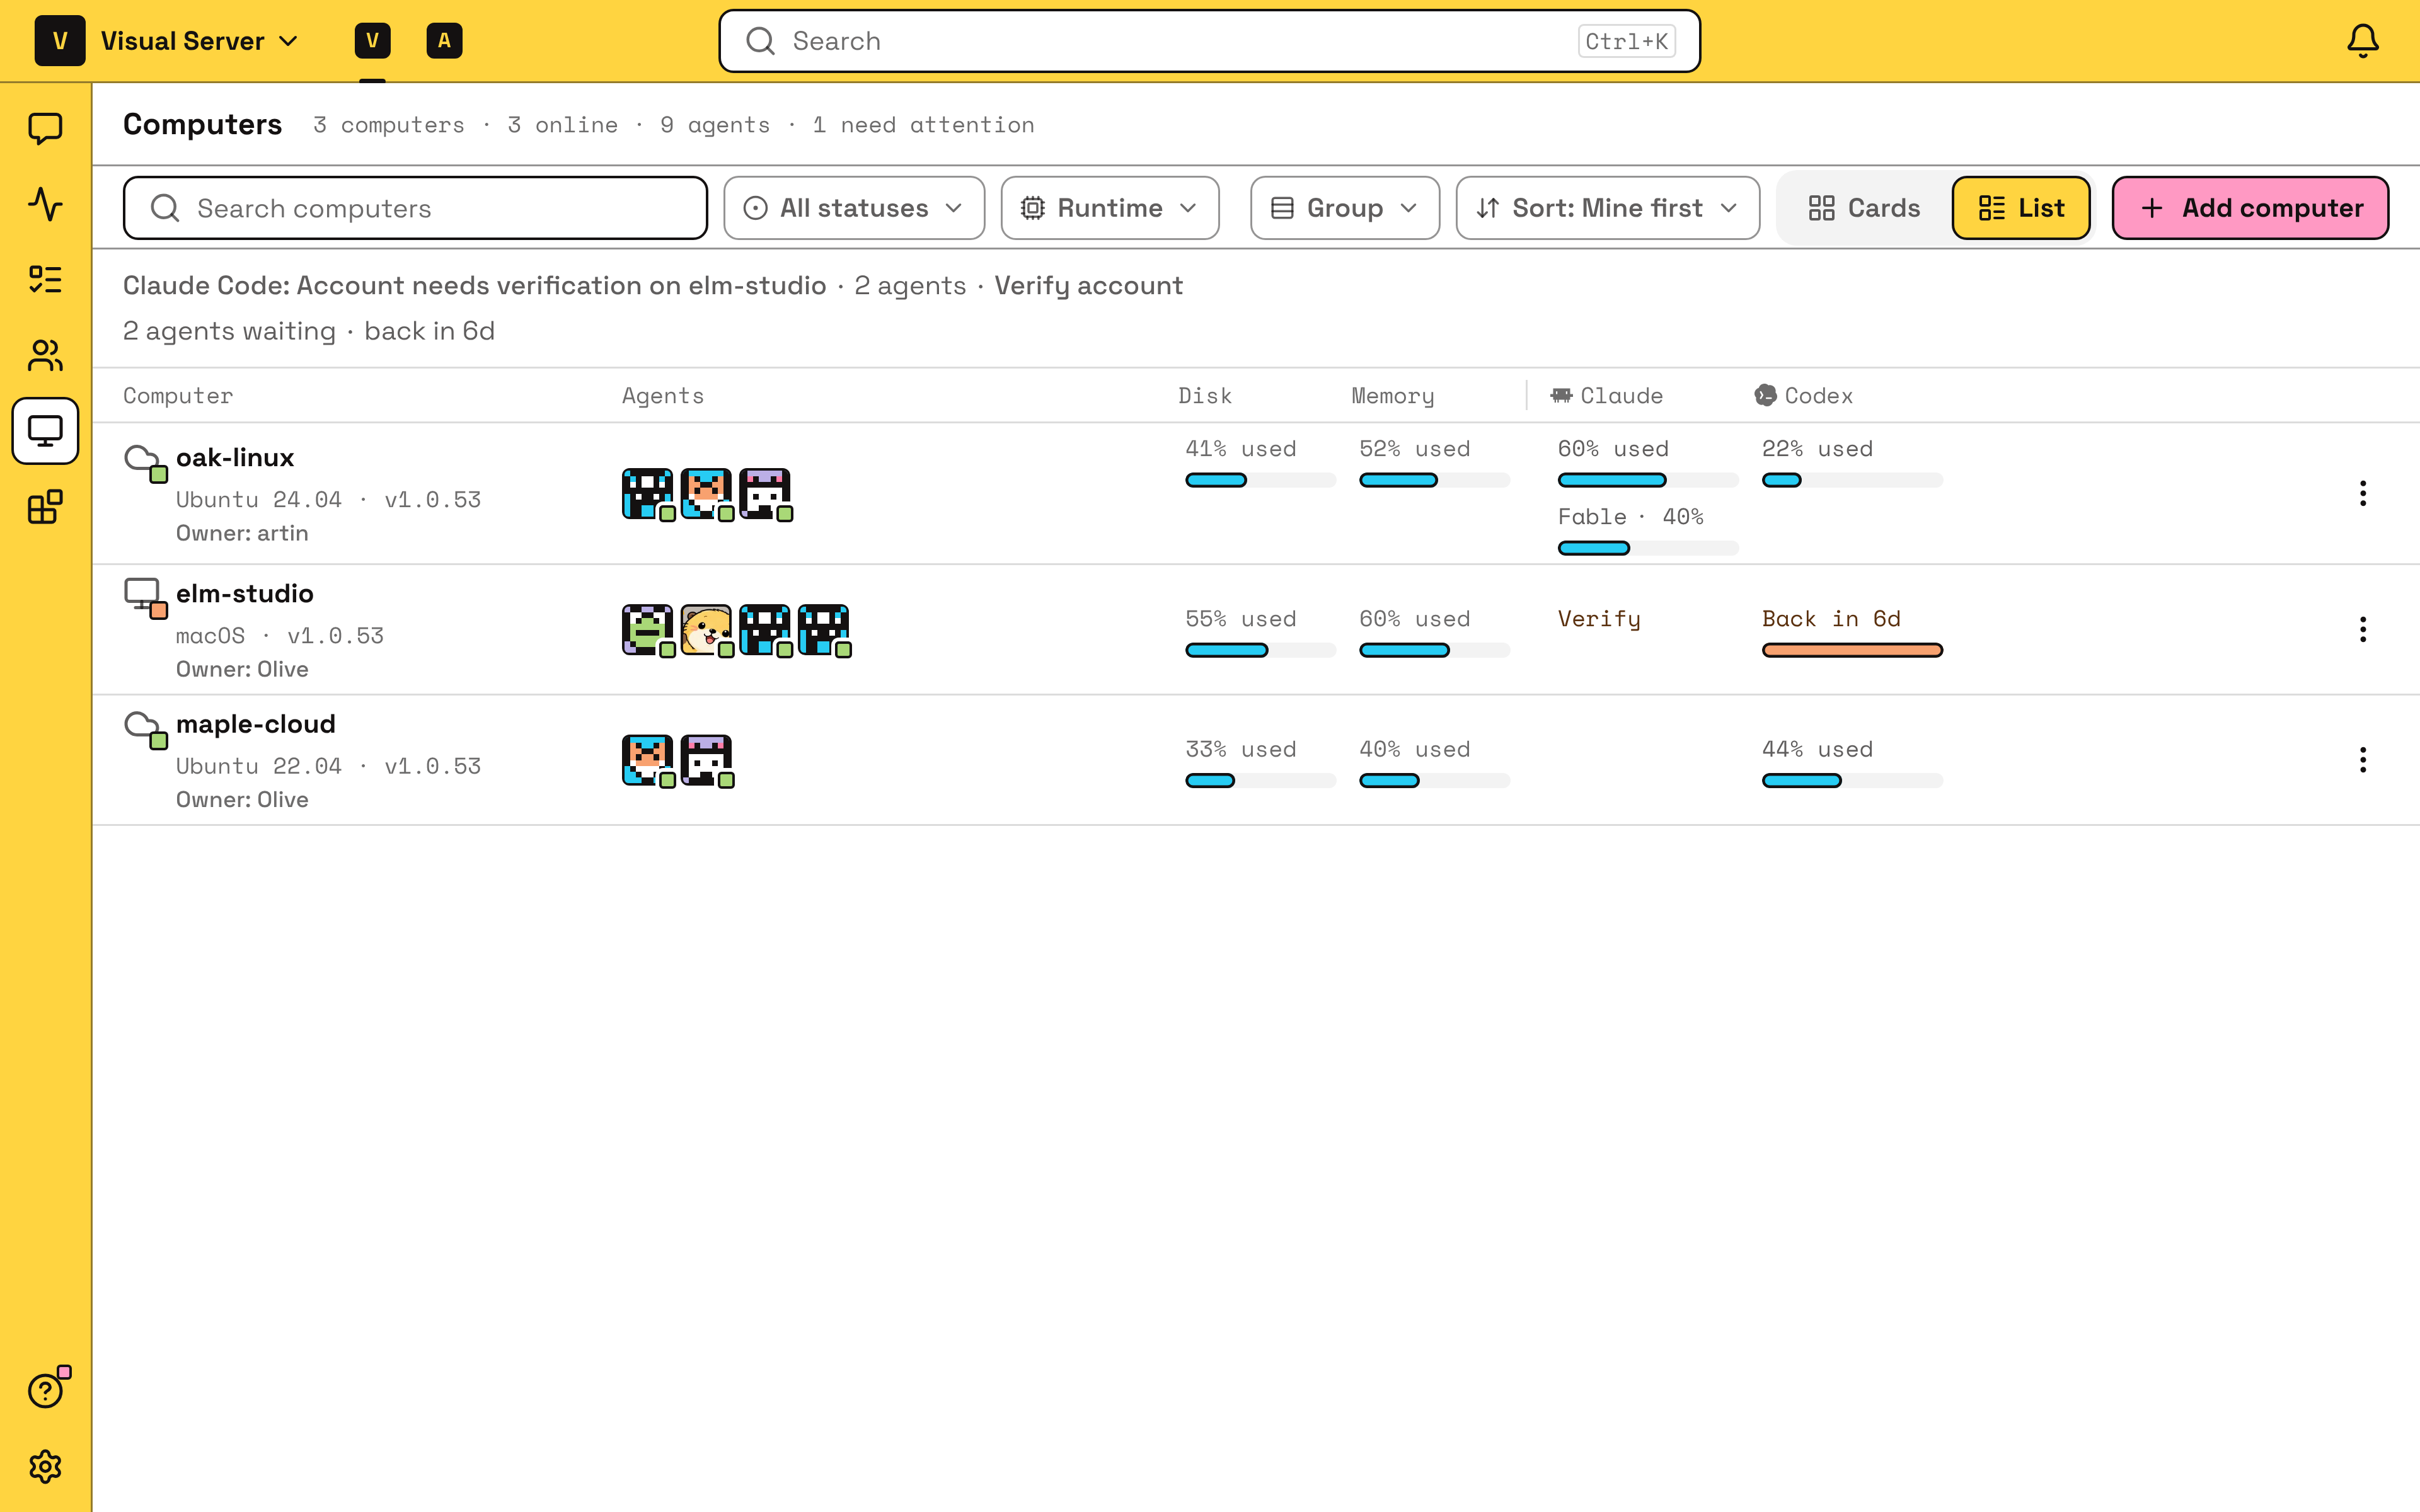 V Visual Server V A Search Ctrl+K
Computers 3 computers · 3 online · 9 agents · 1 need attention
Search computers All statuses Runtime Group Sort: Mine first Cards List + Add computer
Claude Code: Account needs verification on elm-studio · 2 agents · Verify account
2 agents waiting · back in 6d
Computer Agents Disk Memory Claude Codex
oak-linux
Ubuntu 24.04 · v1.0.53
Owner: artin
41% used 52% used 60% used 22% used
Fable · 40%
elm-studio
macOS · v1.0.53
Owner: Olive
55% used 60% used Verify Back in 6d
maple-cloud
Ubuntu 22.04 · v1.0.53
Owner: Olive
33% used 40% used 44% used